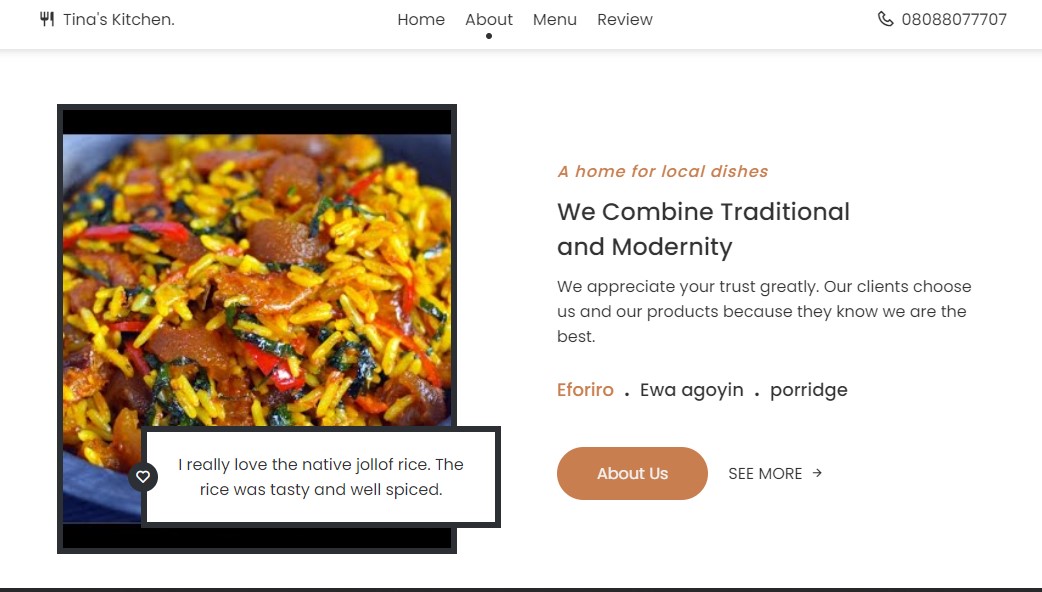 Tina's Kitchen.
Home About Menu Review
08088077707
A home for local dishes
We Combine Traditional
and Modernity
We appreciate your trust greatly. Our clients choose
us and our products because they know we are the
best.
Eforiro . Ewa agoyin . porridge
About Us
SEE MORE →
I really love the native jollof rice. The
rice was tasty and well spiced.